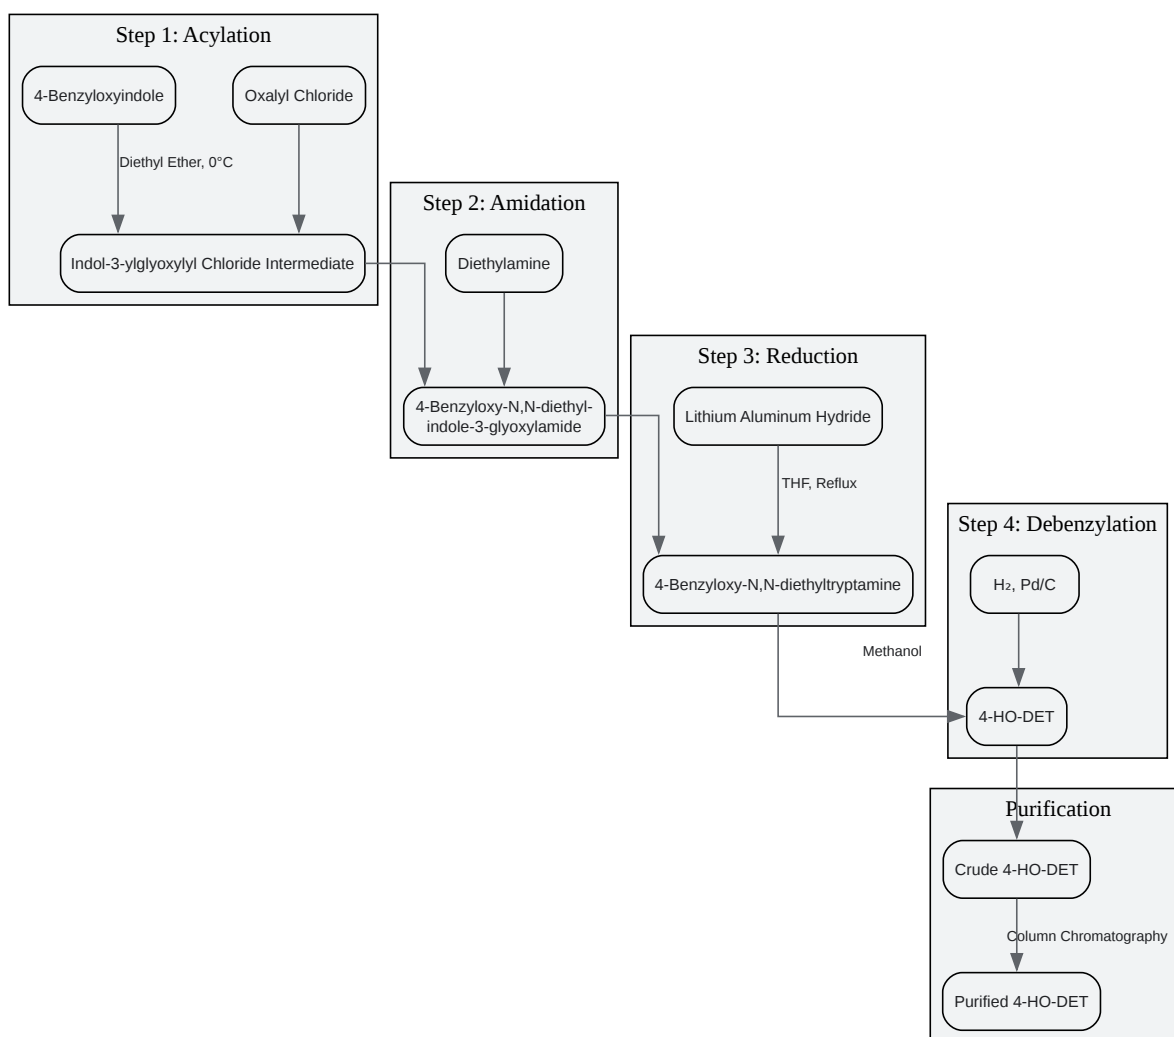 Step 1: Acylation
4-Benzyloxyindole
Oxalyl Chloride
Diethyl Ether, 0°C
Indol-3-ylglyoxylyl Chloride Intermediate
Step 2: Amidation
Diethylamine
4-Benzyloxy-N,N-diethyl-
indole-3-glyoxylamide
Step 3: Reduction
Lithium Aluminum Hydride
THF, Reflux
4-Benzyloxy-N,N-diethyltryptamine
Methanol
Step 4: Debenzylation
H₂, Pd/C
4-HO-DET
Purification
Crude 4-HO-DET
Column Chromatography
Purified 4-HO-DET